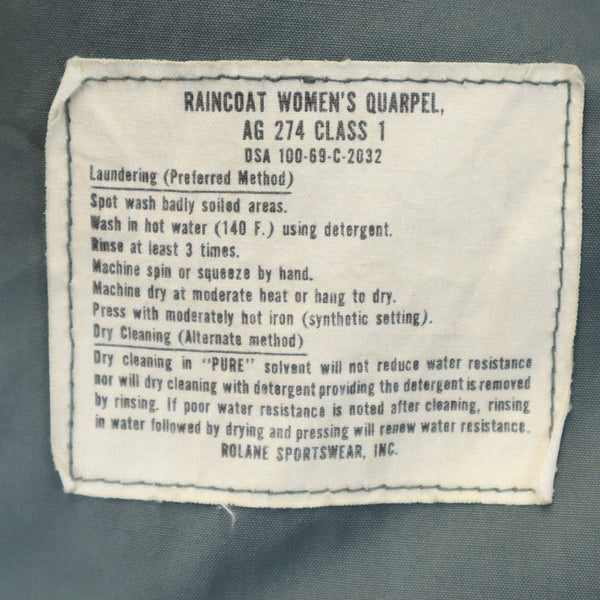 RAINCOAT WOMEN'S QUARPEL,
AG 274 CLASS 1
DSA 100-69-C-2032
Laundering (Preferred Method)
Spot wash badly soiled areas.
Wash in hot water (140 F.) using detergent.
Rinse at least 3 times.
Machine spin or squeeze by hand.
Machine dry at moderate heat or hang to dry.
Press with moderately hot iron (synthetic setting).
Dry Cleaning (Alternate method)
Dry cleaning in "PURE" solvent will not reduce water resistance
nor will dry cleaning with detergent providing the detergent is removed
by rinsing. If poor water resistance is noted after cleaning, rinsing
in water followed by drying and pressing will renew water resistance.
ROLANE SPORTSWEAR, INC.